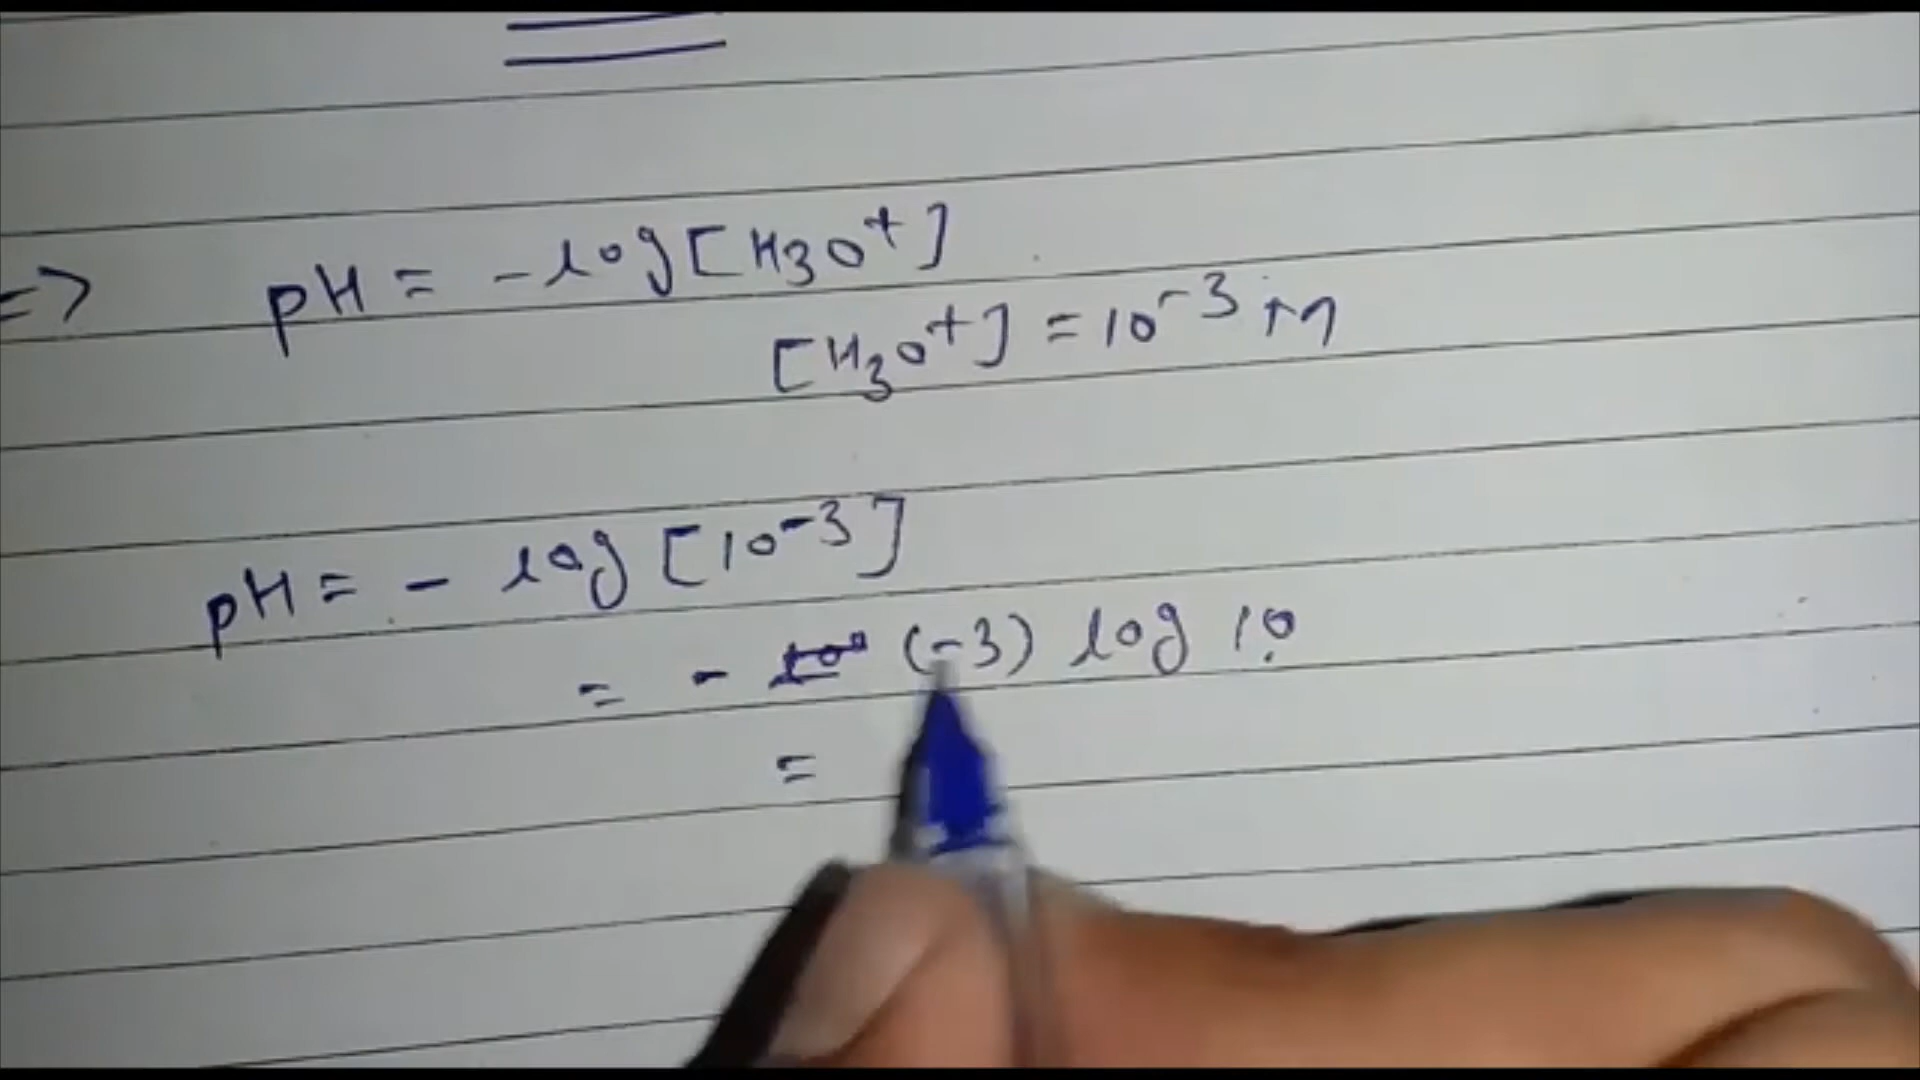 => pH = -log[H3O+]
[H3O+] = 10-3 M
pH = - log [10-3]
= - (-3) log 10
=